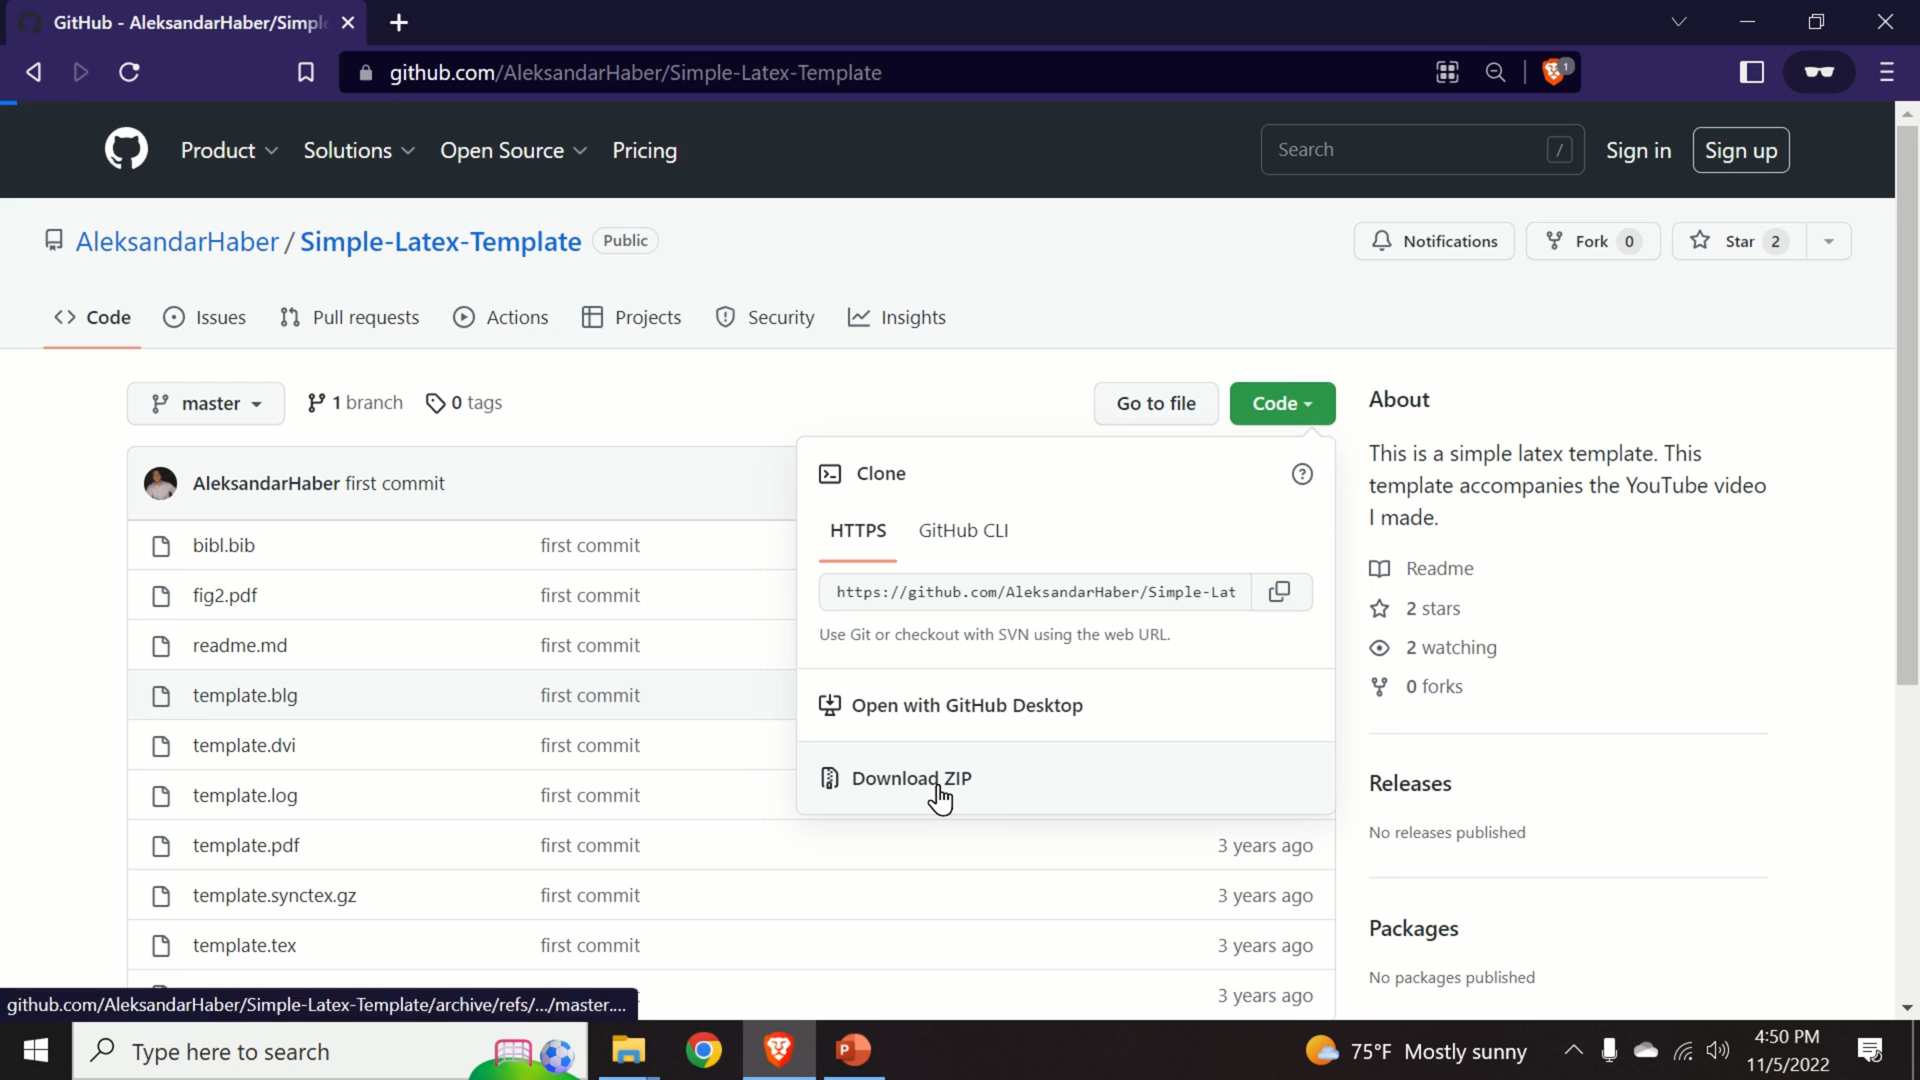 GitHub - AleksandarHaber/Simpl
github.com/AleksandarHaber/Simple-Latex-Template
1
Product
Solutions
Open Source
Pricing
Search
/
Sign in
Sign up
AleksandarHaber / Simple-Latex-Template
Public
Notifications
Fork 0
Star 2
Code
Issues
Pull requests
Actions
Projects
Security
Insights
master
1 branch
0 tags
Go to file
Code
AleksandarHaber first commit
bibl.bib first commit
fig2.pdf first commit
readme.md first commit
template.blg first commit
template.dvi first commit
template.log first commit
template.pdf first commit 3 years ago
template.synctex.gz first commit 3 years ago
template.tex first commit 3 years ago
3 years ago
Clone
HTTPS
GitHub CLI
https://github.com/AleksandarHaber/Simple-Lat
Use Git or checkout with SVN using the web URL.
Open with GitHub Desktop
Download ZIP
About
This is a simple latex template. This
template accompanies the YouTube video
I made.
Readme
2 stars
2 watching
0 forks
Releases
No releases published
Packages
No packages published
github.com/AleksandarHaber/Simple-Latex-Template/archive/refs/.../master....
Type here to search
P
75°F Mostly sunny
4:50 PM
11/5/2022